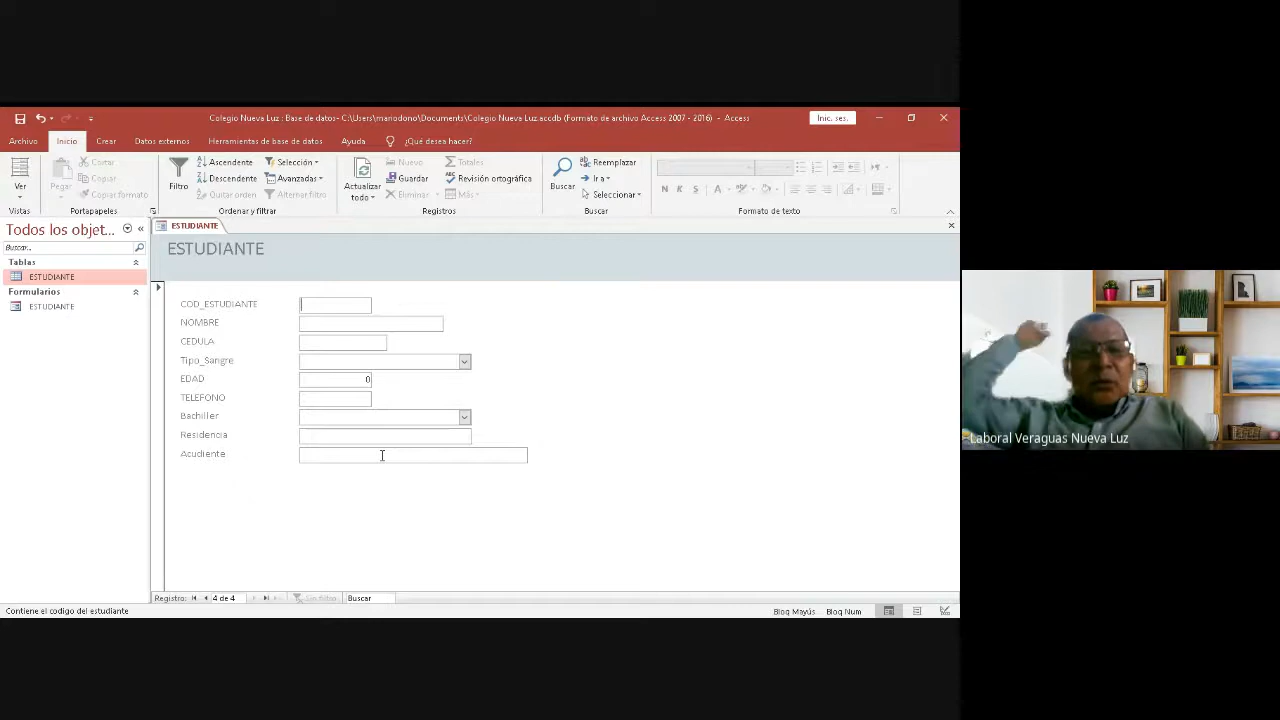 Colegio Nueva Luz : Base de datos- C:\Users\mariodono\Documents\Colegio Nueva Luz.accdb (Formato de archivo Access 2007 - 2016) - Access
Inic. ses.
Archivo Inicio Crear Datos externos Herramientas de base de datos Ayuda ¿Qué desea hacer?
Ver
Vistas
Pegar
Cortar
Copiar
Copiar formato
Portapapeles
Filtro
Ascendente
Descendente
Quitar orden
Selección
Avanzadas
Alternar filtro
Ordenar y filtrar
Actualizar
todo
Nuevo
Guardar
Eliminar
Totales
Revisión ortográfica
Más
Registros
Buscar
Reemplazar
Ir a
Seleccionar
Buscar
N K S A
Formato de texto
Todos los objet...
Buscar..
Tablas
ESTUDIANTE
Formularios
ESTUDIANTE
ESTUDIANTE
ESTUDIANTE
COD_ESTUDIANTE
NOMBRE
CEDULA
Tipo_Sangre
EDAD 0
TELEFONO
Bachiller
Residencia
Acudiente
Registro: 4 de 4 Sin filtro Buscar
Contiene el codigo del estudiante
Bloq Mayús Bloq Num
Laboral Veraguas Nueva Luz